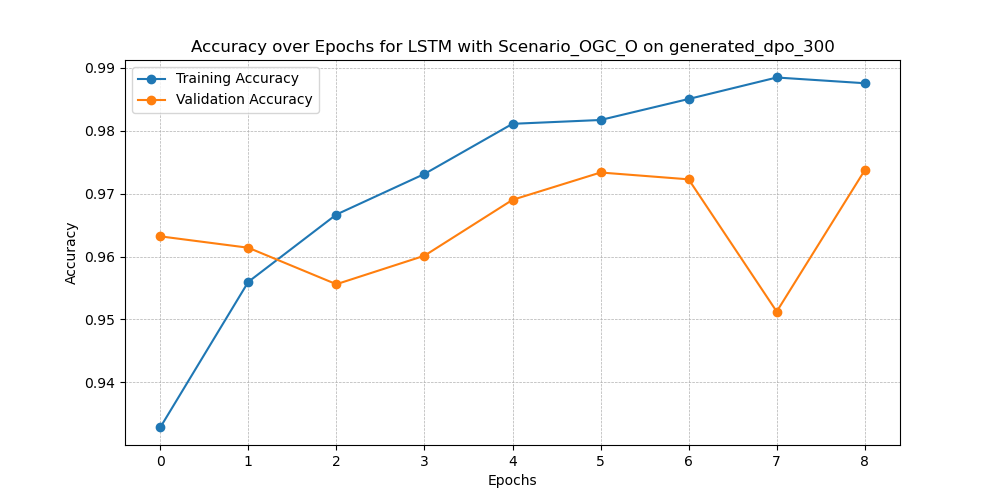 Accuracy over Epochs for LSTM with Scenario_OGC_O on generated_dpo_300
Training Accuracy
Validation Accuracy
0.99
0.98
0.97
0.96
0.95
0.94
Accuracy
0 1 2 3 4 5 6 7 8
Epochs